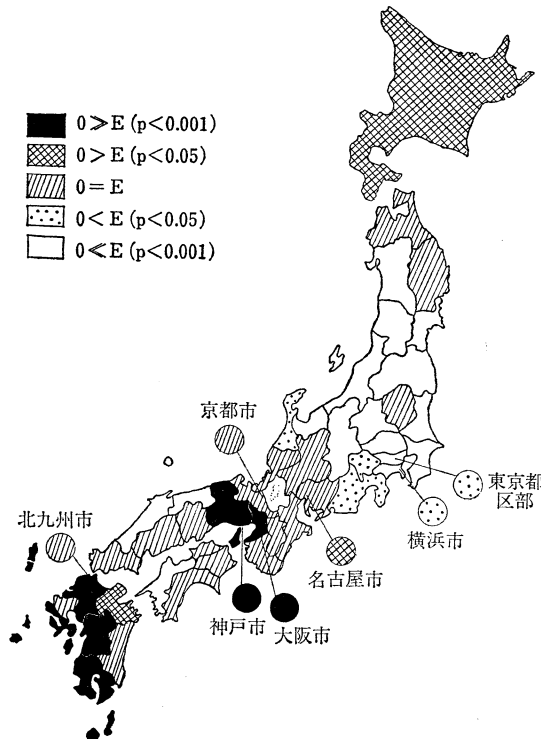 0≫E (p<0.001)
0>E (p<0.05)
0=E
0<E (p<0.05)
0≪E (p<0.001)
京都市
東京都
区部
横浜市
北九州市
名古屋市
神戸市
大阪市